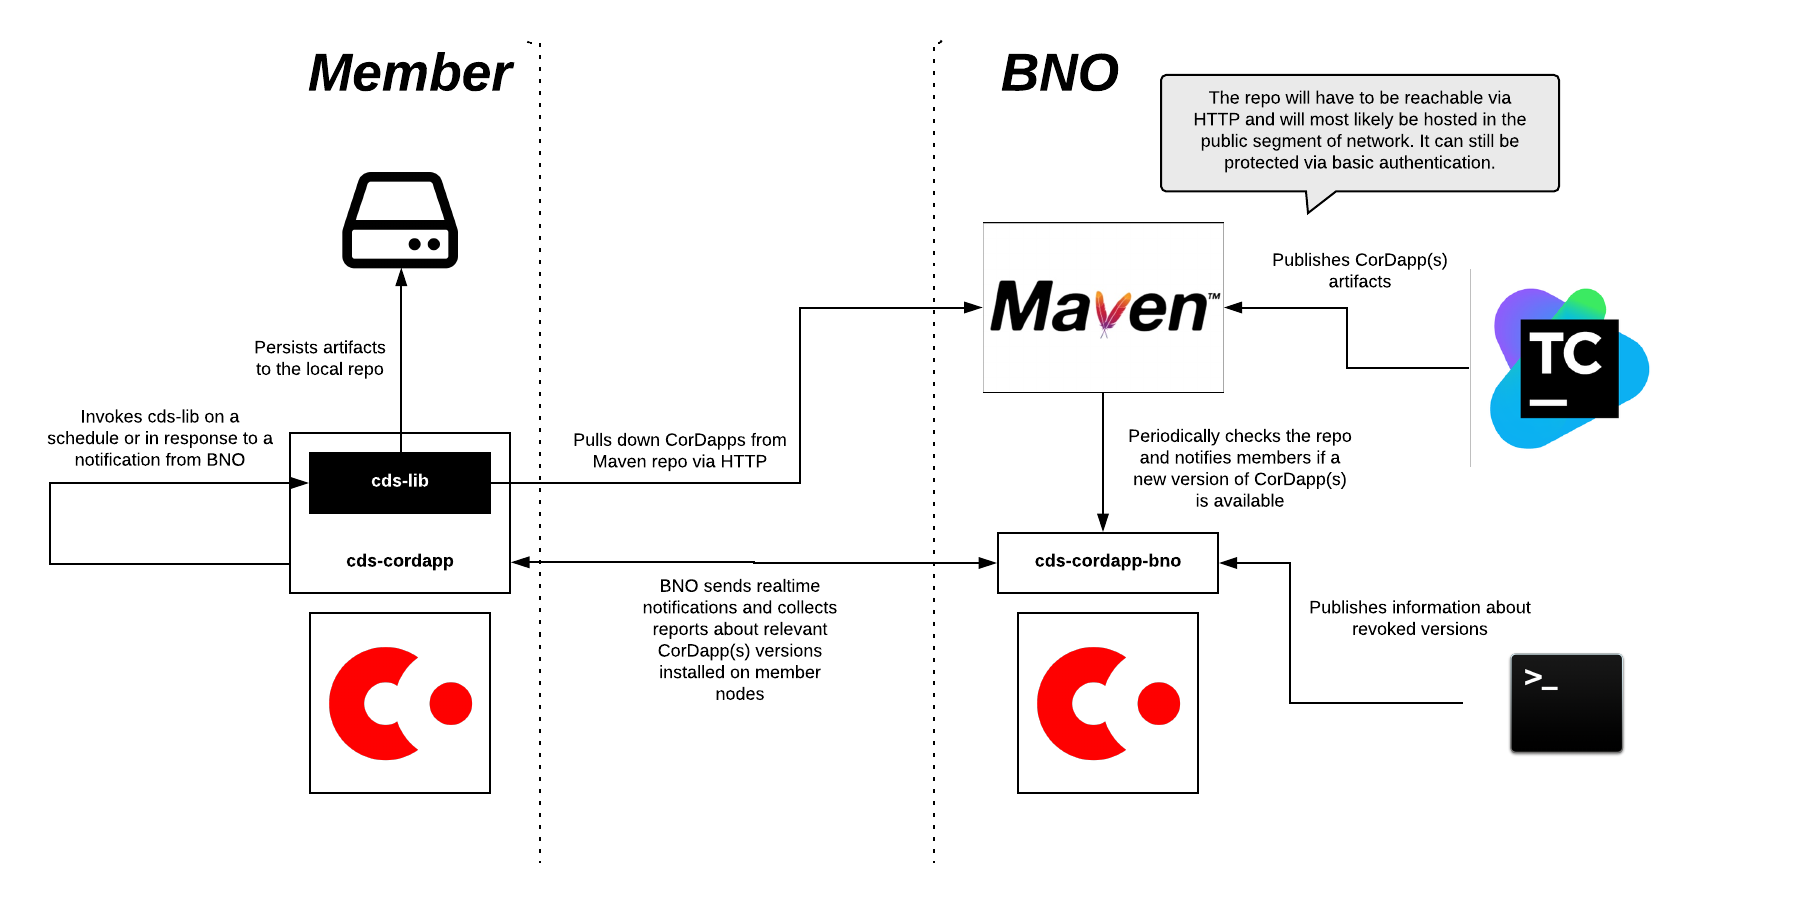 Member
BNO
The repo will have to be reachable via
HTTP and will most likely be hosted in the
public segment of network. It can still be
protected via basic authentication.
Publishes CorDapp(s)
artifacts
Maven™
TC
Persists artifacts
to the local repo
Invokes cds-lib on a
schedule or in response to a
notification from BNO
cds-lib
Pulls down CorDapps from
Maven repo via HTTP
Periodically checks the repo
and notifies members if a
new version of CorDapp(s)
is available
cds-cordapp
cds-cordapp-bno
BNO sends realtime
notifications and collects
reports about relevant
CorDapp(s) versions
installed on member
nodes
Publishes information about
revoked versions
>_